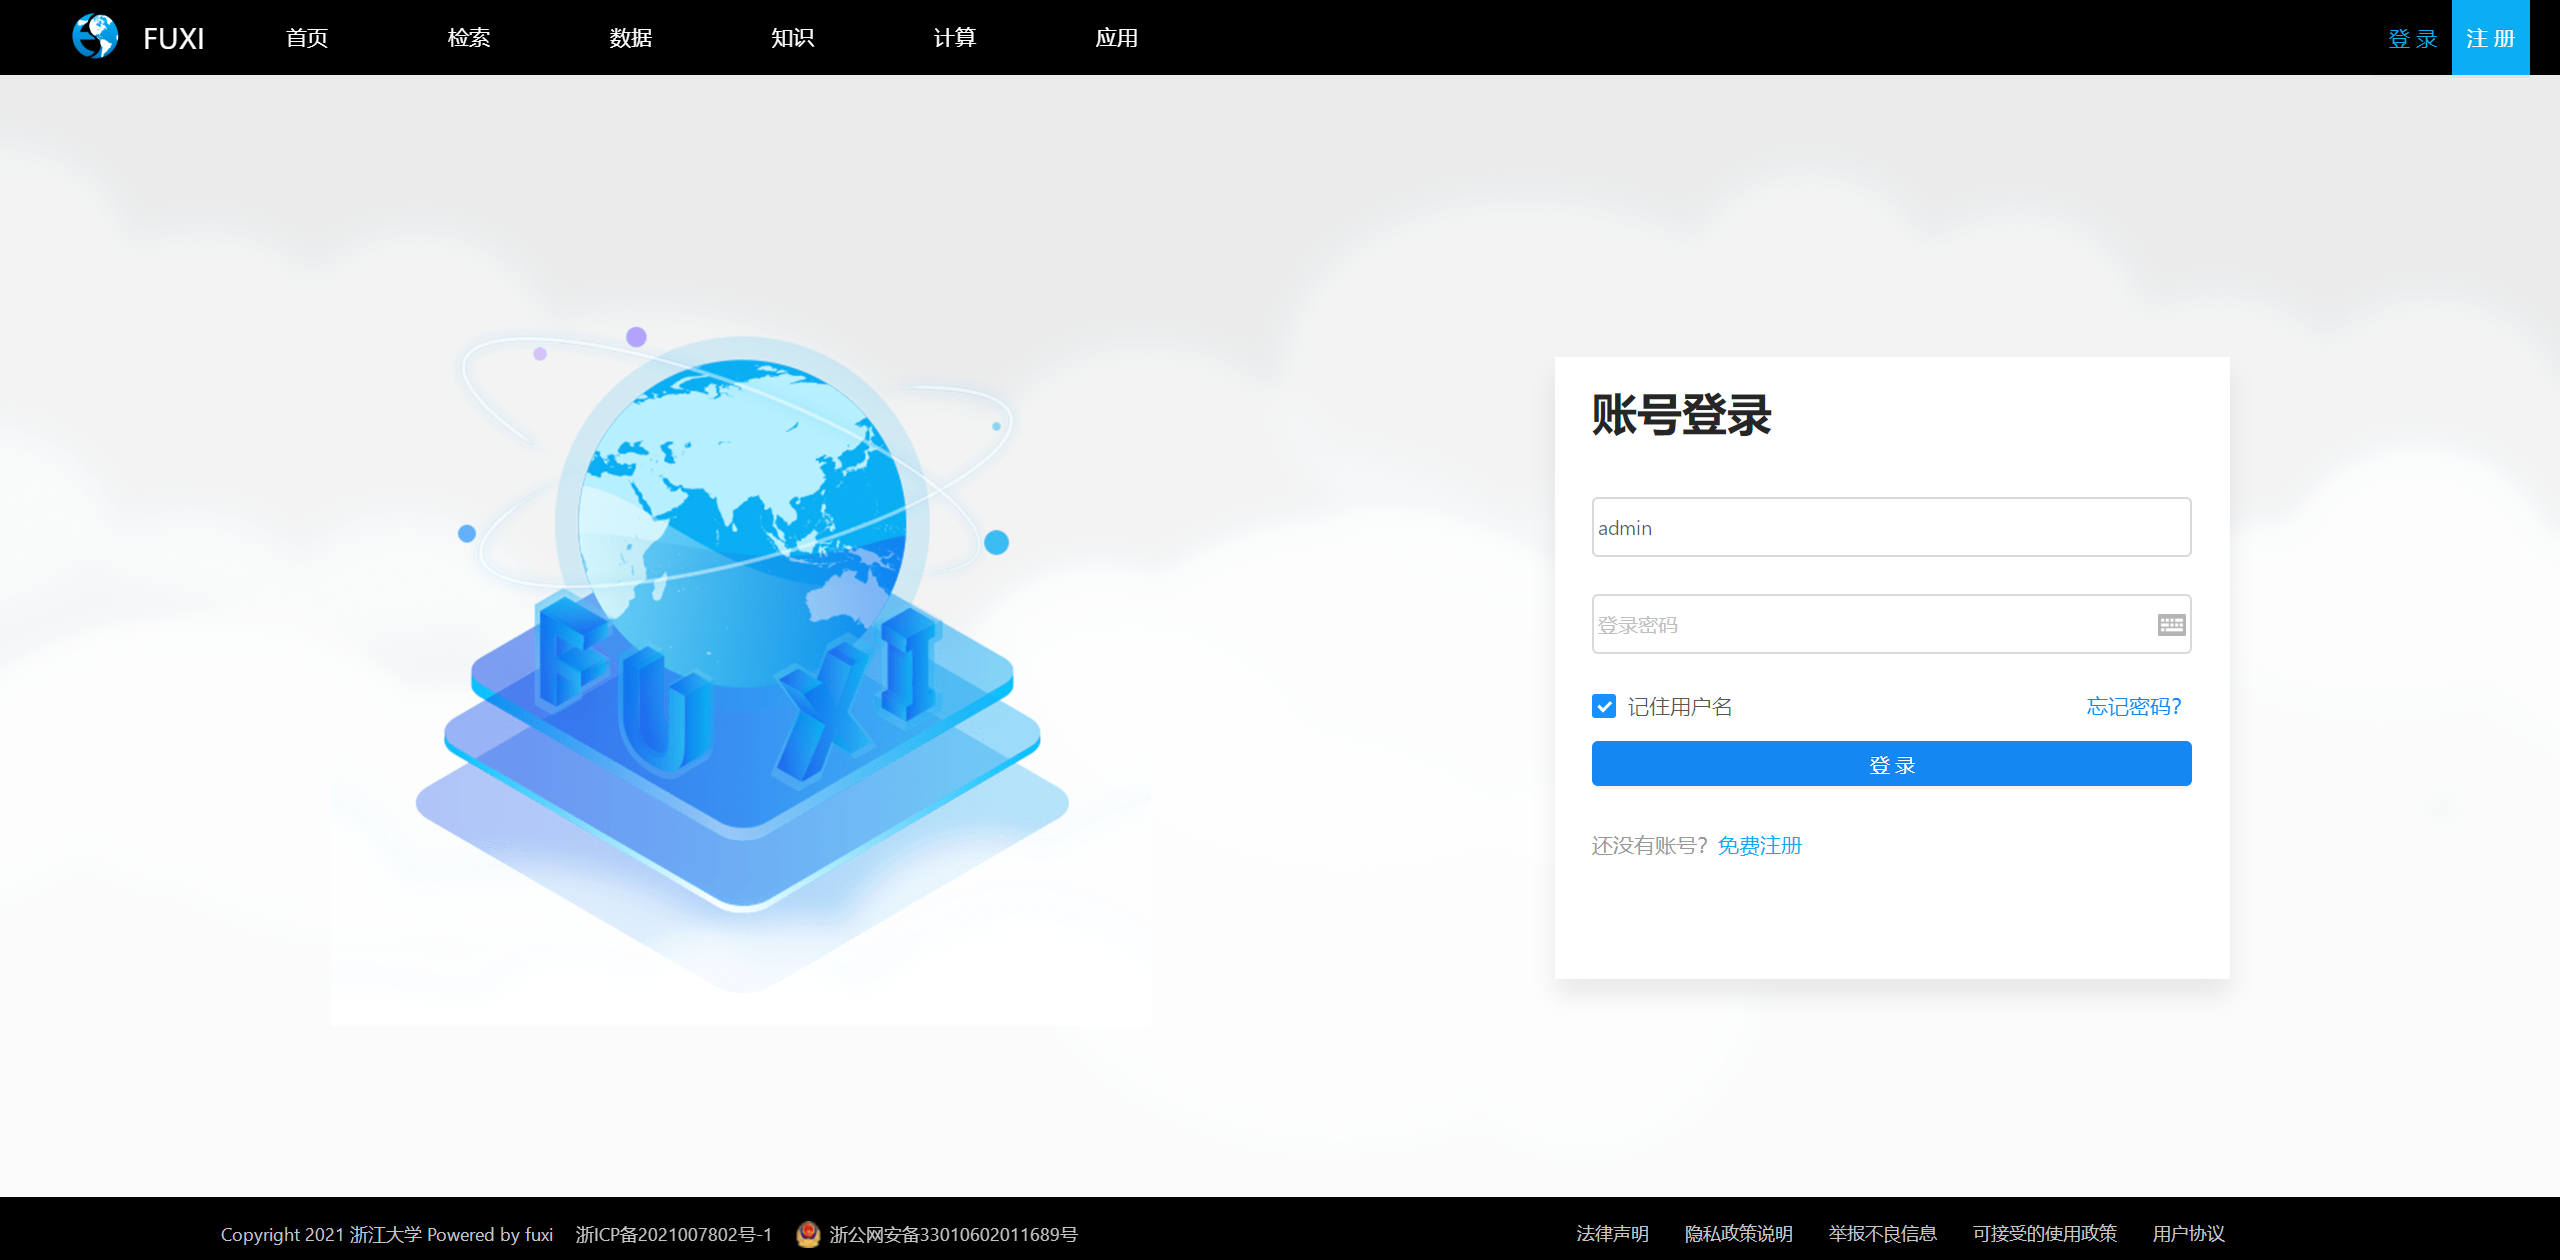 FUXI 首页 检索 数据 知识 计算 应用 登录 注册
FUXI
账号登录
admin
登录密码
记住用户名 忘记密码?
登录
还没有账号? 免费注册
Copyright 2021 浙江大学 Powered by fuxi 浙ICP备2021007802号-1 浙公网安备33010602011689号 法律声明 隐私政策说明 举报不良信息 可接受的使用政策 用户协议